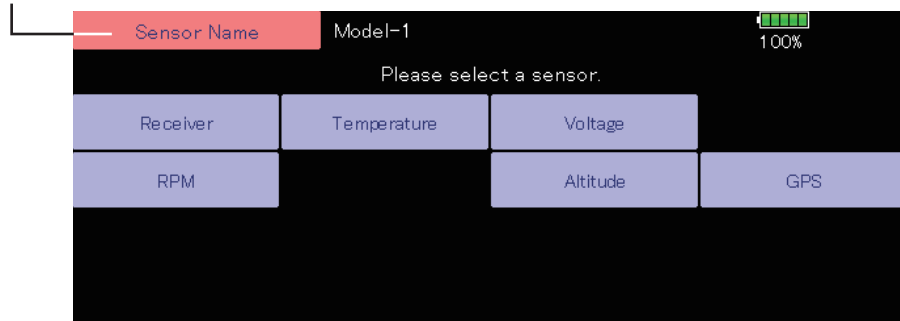 Sensor Name Model-1
100%
Please select a sensor.
Receiver Temperature Voltage
RPM Altitude GPS